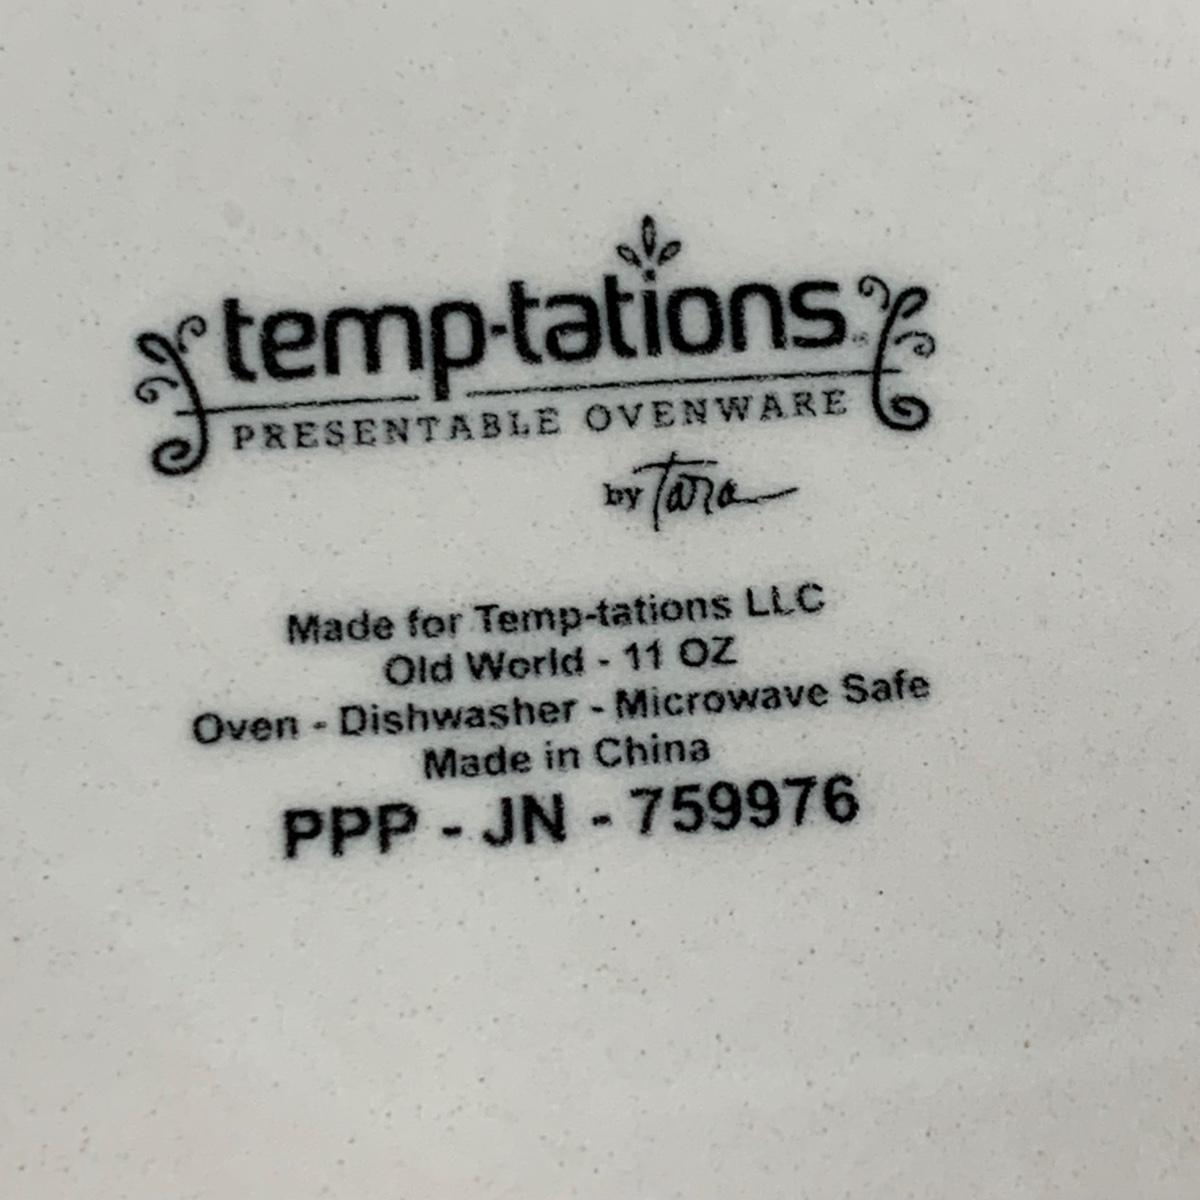 temp-tations
PRESENTABLE OVENWARE
by Tara
Made for Temp-tations LLC
Old World - 11 OZ
Oven - Dishwasher - Microwave Safe
Made in China
PPP - JN - 759976